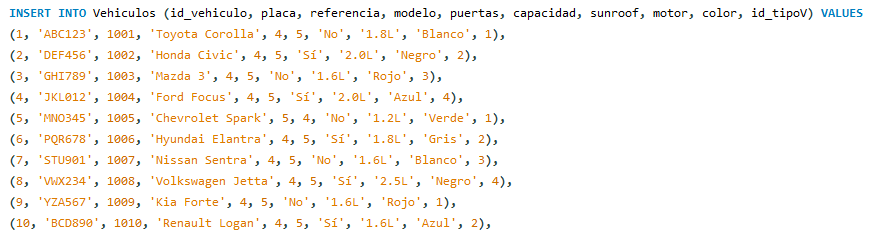 INSERT INTO Vehiculos (id_vehiculo, placa, referencia, modelo, puertas, capacidad, sunroof, motor, color, id_tipoV) VALUES
(1, 'ABC123', 1001, 'Toyota Corolla', 4, 5, 'No', '1.8L', 'Blanco', 1),
(2, 'DEF456', 1002, 'Honda Civic', 4, 5, 'Sí', '2.0L', 'Negro', 2),
(3, 'GHI789', 1003, 'Mazda 3', 4, 5, 'No', '1.6L', 'Rojo', 3),
(4, 'JKL012', 1004, 'Ford Focus', 4, 5, 'Sí', '2.0L', 'Azul', 4),
(5, 'MNO345', 1005, 'Chevrolet Spark', 5, 4, 'No', '1.2L', 'Verde', 1),
(6, 'PQR678', 1006, 'Hyundai Elantra', 4, 5, 'Sí', '1.8L', 'Gris', 2),
(7, 'STU901', 1007, 'Nissan Sentra', 4, 5, 'No', '1.6L', 'Blanco', 3),
(8, 'VWX234', 1008, 'Volkswagen Jetta', 4, 5, 'Sí', '2.5L', 'Negro', 4),
(9, 'YZA567', 1009, 'Kia Forte', 4, 5, 'No', '1.6L', 'Rojo', 1),
(10, 'BCD890', 1010, 'Renault Logan', 4, 5, 'Sí', '1.6L', 'Azul', 2),